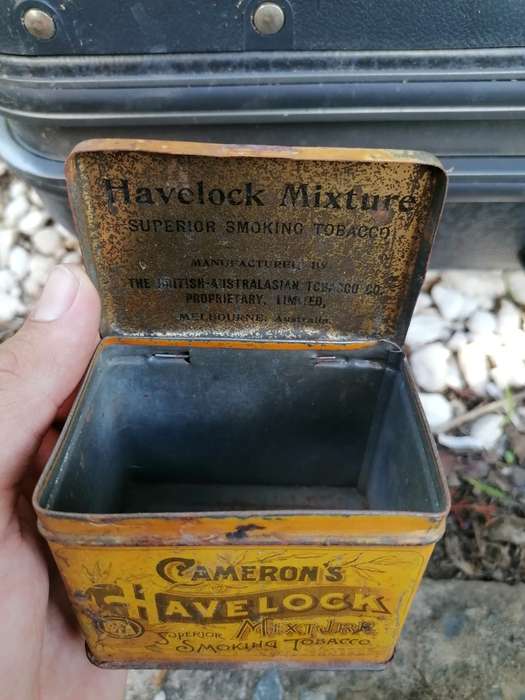 Havelock Mixture
SUPERIOR SMOKING TOBACCO
MANUFACTURED BY
THE BRITISH-AUSTRALASIAN TOBACCO CO.
PROPRIETARY, LIMITED,
MELBOURNE, Australia.
CAMERON'S
HAVELOCK
SUPERIOR MIXTURE
SMOKING TOBACCO